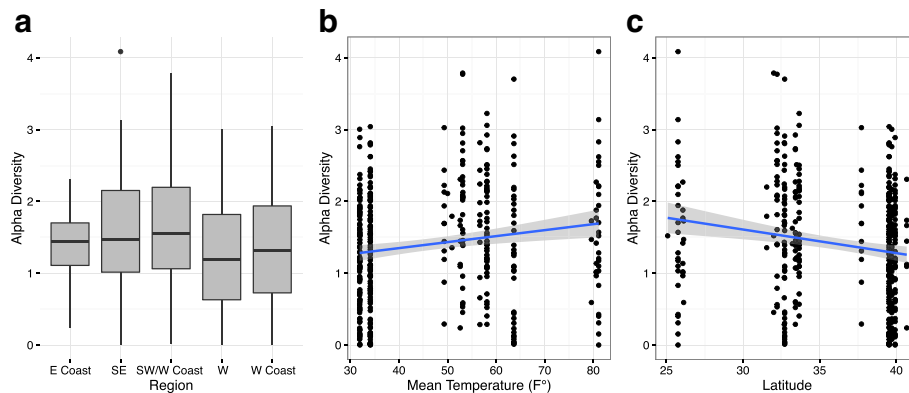 a
b
c
4
3
2
1
0
Alpha Diversity
E Coast SE SW/W Coast W W Coast
Region
4
3
2
1
0
Alpha Diversity
30 40 50 60 70 80
Mean Temperature (F°)
4
3
2
1
0
Alpha Diversity
25 30 35 40
Latitude